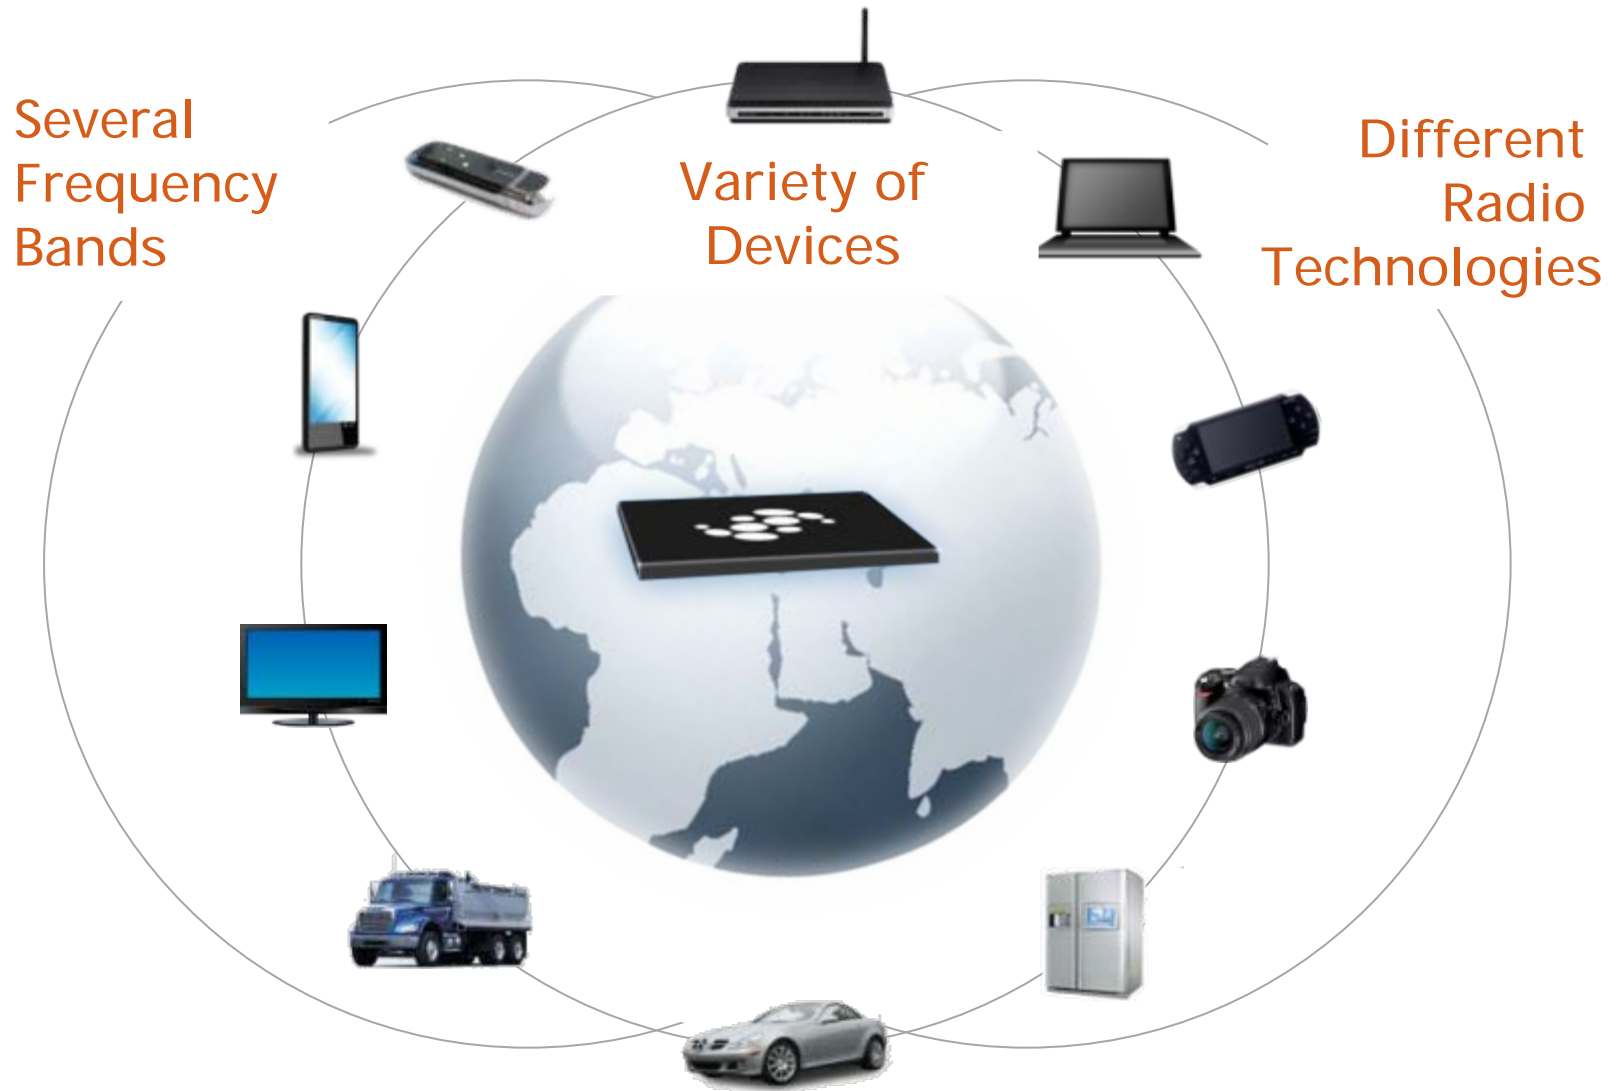 Several
Frequency
Bands
Variety of
Devices
Different
Radio
Technologies